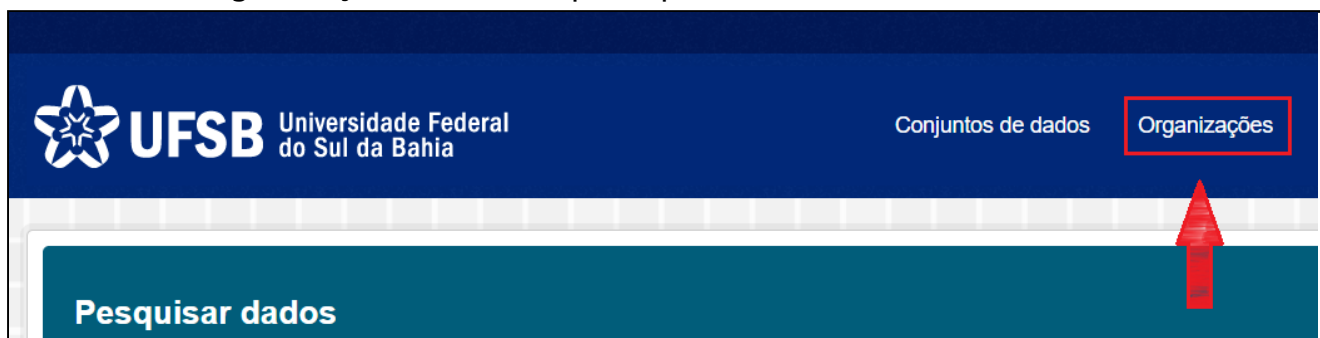 UFSB Universidade Federal
do Sul da Bahia
Conjuntos de dados Organizações
Pesquisar dados